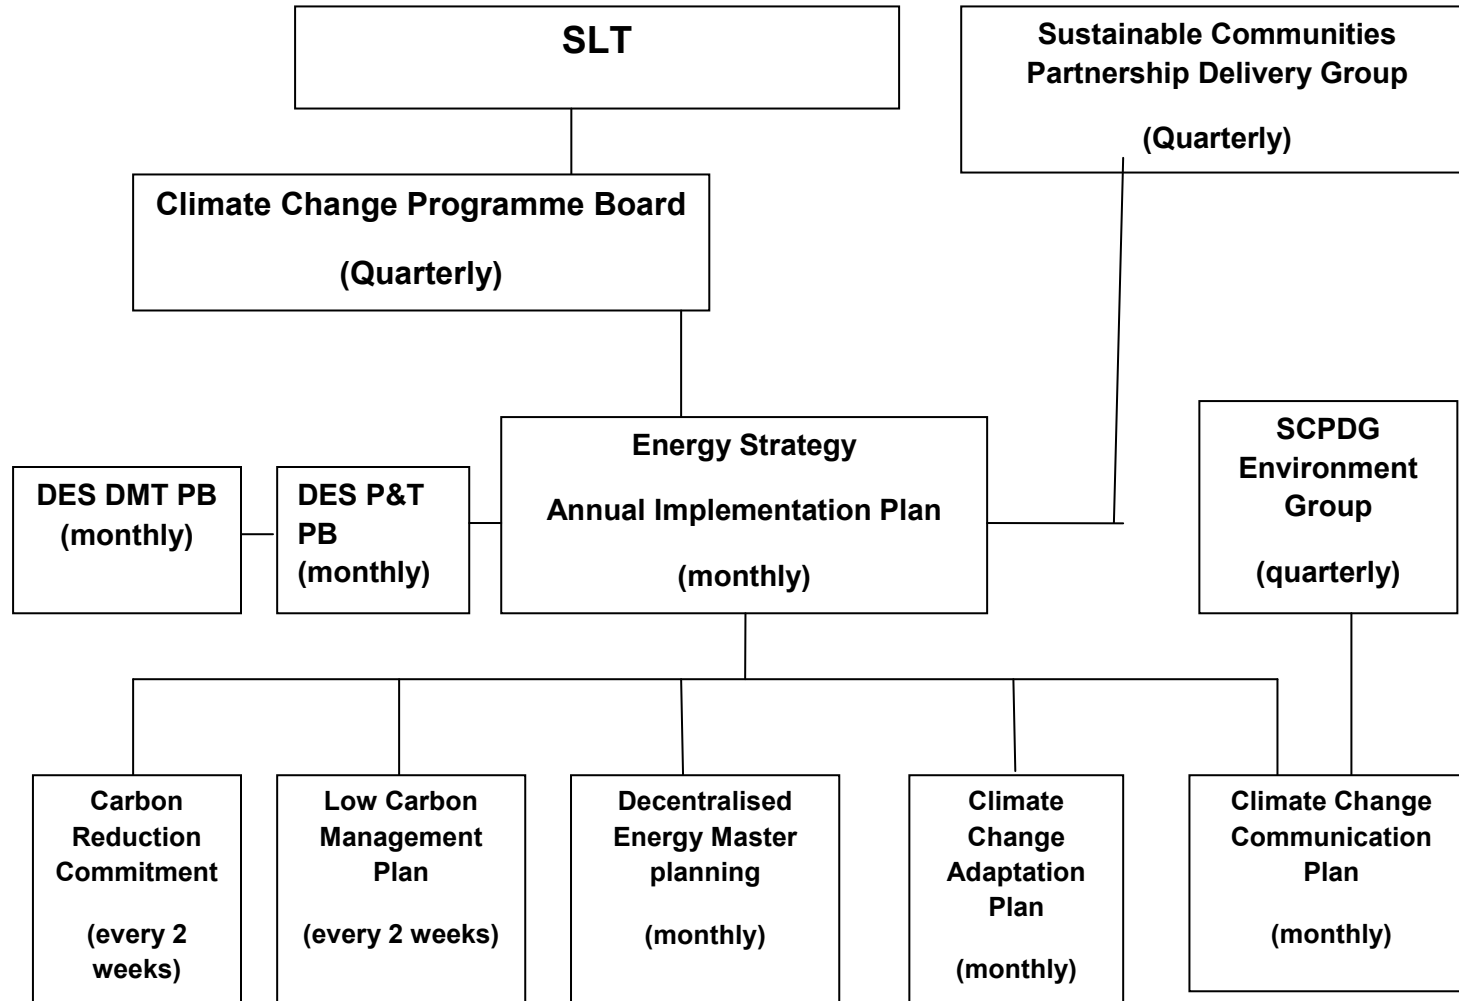 SLT
Sustainable Communities
Partnership Delivery Group
(Quarterly)
Climate Change Programme Board
(Quarterly)
DES DMT PB
(monthly)
DES P&T
PB
(monthly)
Energy Strategy
Annual Implementation Plan
(monthly)
SCPDG
Environment
Group
(quarterly)
Carbon
Reduction
Commitment
(every 2
weeks)
Low Carbon
Management
Plan
(every 2 weeks)
Decentralised
Energy Master
planning
(monthly)
Climate
Change
Adaptation
Plan
(monthly)
Climate Change
Communication
Plan
(monthly)